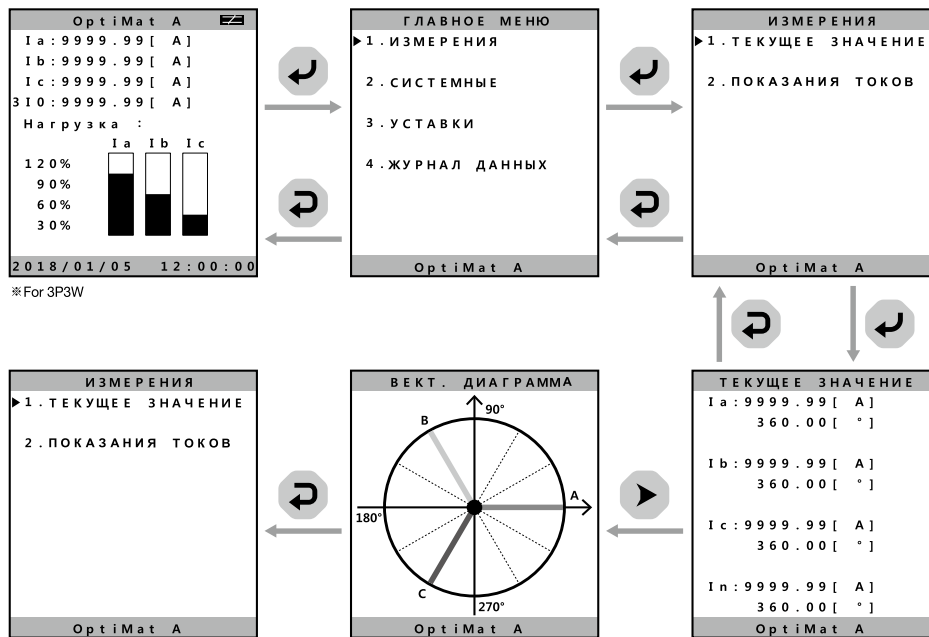 OptiMat A
Ia:9999.99[ A]
Ib:9999.99[ A]
Ic:9999.99[ A]
3I0:9999.99[ A]
Нагрузка :
Ia Ib Ic
120%
90%
60%
30%
2018/01/05 12:00:00
※For 3P3W
ГЛАВНОЕ МЕНЮ
1.ИЗМЕРЕНИЯ
2.СИСТЕМНЫЕ
3.УСТАВКИ
4.ЖУРНАЛ ДАННЫХ
OptiMat A
ИЗМЕРЕНИЯ
1.ТЕКУЩЕЕ ЗНАЧЕНИЕ
2.ПОКАЗАНИЯ ТОКОВ
OptiMat A
ИЗМЕРЕНИЯ
1.ТЕКУЩЕЕ ЗНАЧЕНИЕ
2.ПОКАЗАНИЯ ТОКОВ
OptiMat A
ВЕКТ. ДИАГРАММА
90°
B
A
180°
C
270°
OptiMat A
ТЕКУЩЕЕ ЗНАЧЕНИЕ
Ia:9999.99[ A]
360.00[ °]
Ib:9999.99[ A]
360.00[ °]
Ic:9999.99[ A]
360.00[ °]
In:9999.99[ A]
360.00[ °]
OptiMat A